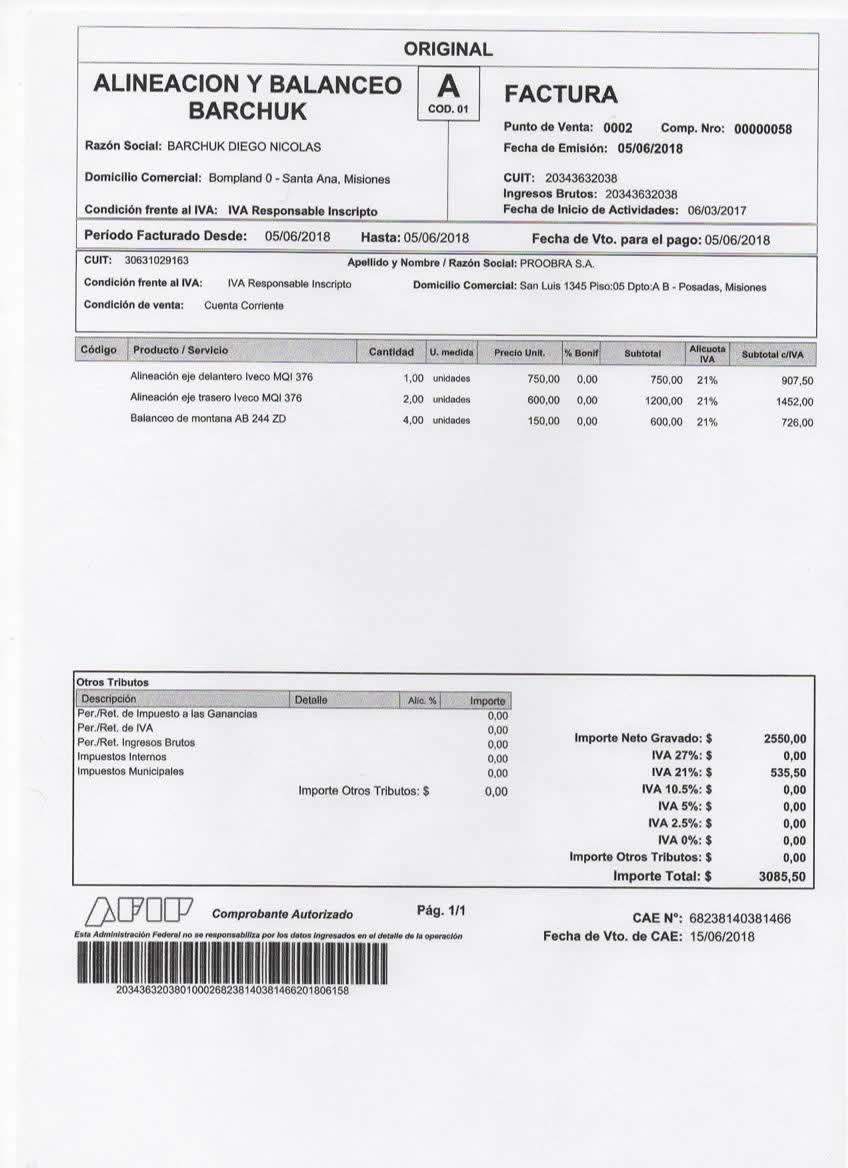 ORIGINAL
ALINEACION Y BALANCEO
BARCHUK
A
COD. 01
FACTURA
Punto de Venta: 0002 Comp. Nro: 00000058
Fecha de Emisión: 05/06/2018
Razón Social: BARCHUK DIEGO NICOLAS
Domicilio Comercial: Bompland 0 - Santa Ana, Misiones
Condición frente al IVA: IVA Responsable Inscripto
CUIT: 20343632038
Ingresos Brutos: 20343632038
Fecha de Inicio de Actividades: 06/03/2017
Período Facturado Desde: 05/06/2018 Hasta: 05/06/2018 Fecha de Vto. para el pago: 05/06/2018
CUIT: 30631029163 Apellido y Nombre / Razón Social: PROOBRA S.A.
Condición frente al IVA: IVA Responsable Inscripto Domicilio Comercial: San Luis 1345 Piso:05 Dpto:A B - Posadas, Misiones
Condición de venta: Cuenta Corriente
Código Producto / Servicio Cantidad U. medida Precio Unit. % Bonif Subtotal Alicuota IVA Subtotal c/IVA
Alineación eje delantero Iveco MQI 376 1,00 unidades 750,00 0,00 750,00 21% 907,50
Alineación eje trasero Iveco MQI 376 2,00 unidades 600,00 0,00 1200,00 21% 1452,00
Balanceo de montana AB 244 ZD 4,00 unidades 150,00 0,00 600,00 21% 726,00
Otros Tributos
Descripción Detalle Alíc. % Importe
Per./Ret. de Impuesto a las Ganancias 0,00
Per./Ret. de IVA 0,00
Per./Ret. Ingresos Brutos 0,00
Impuestos Internos 0,00
Impuestos Municipales 0,00
Importe Otros Tributos: $ 0,00
Importe Neto Gravado: $ 2550,00
IVA 27%: $ 0,00
IVA 21%: $ 535,50
IVA 10.5%: $ 0,00
IVA 5%: $ 0,00
IVA 2.5%: $ 0,00
IVA 0%: $ 0,00
Importe Otros Tributos: $ 0,00
Importe Total: $ 3085,50
AFIP
Comprobante Autorizado
Pág. 1/1
CAE N°: 68238140381466
Fecha de Vto. de CAE: 15/06/2018
Esta Administración Federal no se responsabiliza por los datos ingresados en el detalle de la operación
2034363203801000268238140381466201806158